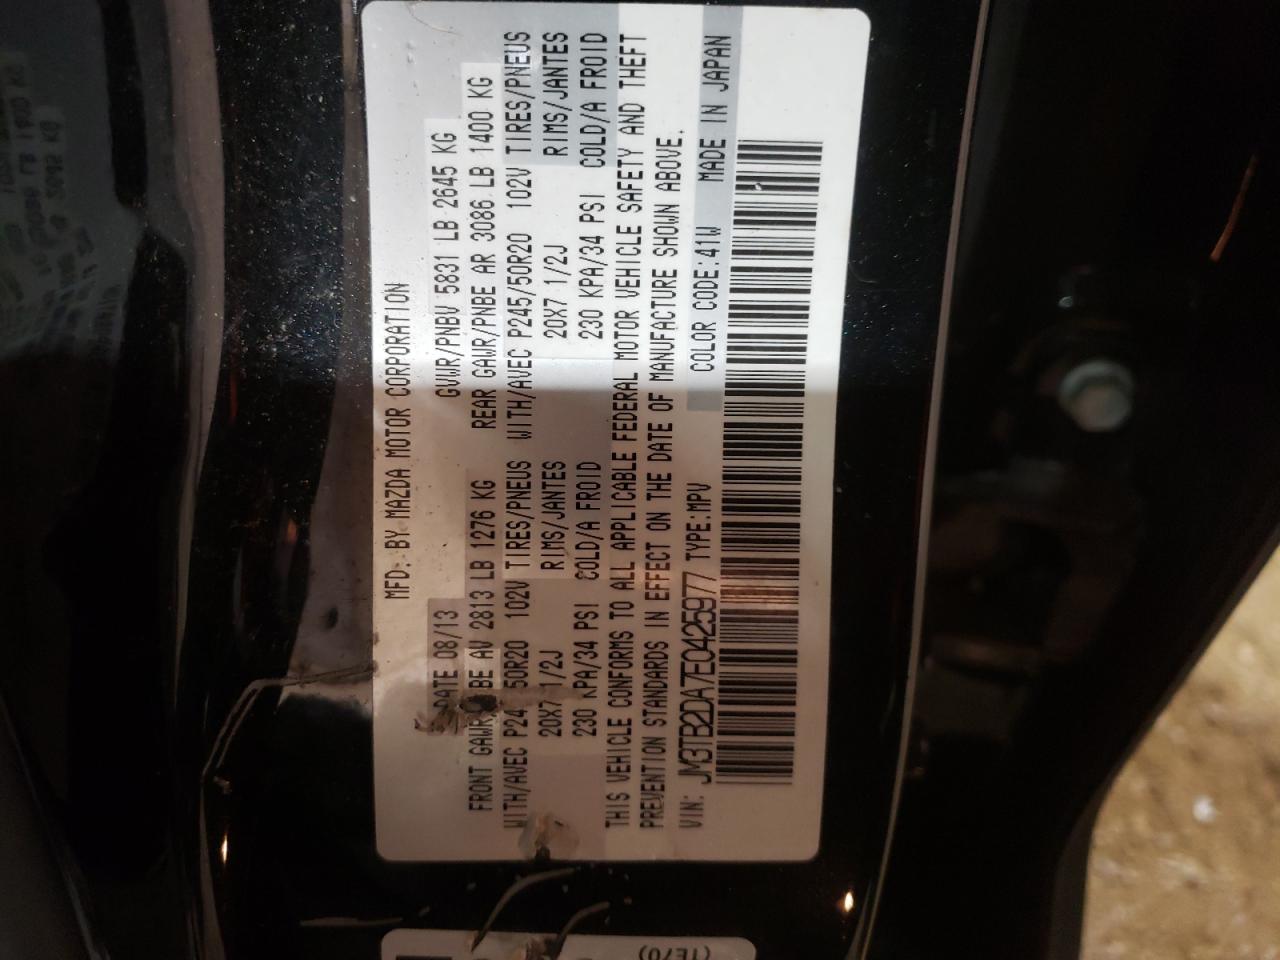 MFD. BY MAZDA MOTOR CORPORATION
DATE 08/13 GVWR/PNBV 5831 LB 2645 KG
FRONT GAWR BE AV 2813 LB 1276 KG REAR GAWR/PNBE AR 3086 LB 1400 KG
WITH/AVEC P24 50R20 102V TIRES/PNEUS WITH/AVEC P245/50R20 102V TIRES/PNEUS
20X7 1/2J RIMS/JANTES 20X7 1/2J RIMS/JANTES
230 KPA/34 PSI COLD/A FROID 230 KPA/34 PSI COLD/A FROID
THIS VEHICLE CONFORMS TO ALL APPLICABLE FEDERAL MOTOR VEHICLE SAFETY AND THEFT
PREVENTION STANDARDS IN EFFECT ON THE DATE OF MANUFACTURE SHOWN ABOVE.
VIN: JM3TB2DA7E0425977 TYPE:MPV COLOR CODE:41W MADE IN JAPAN
(1E70)